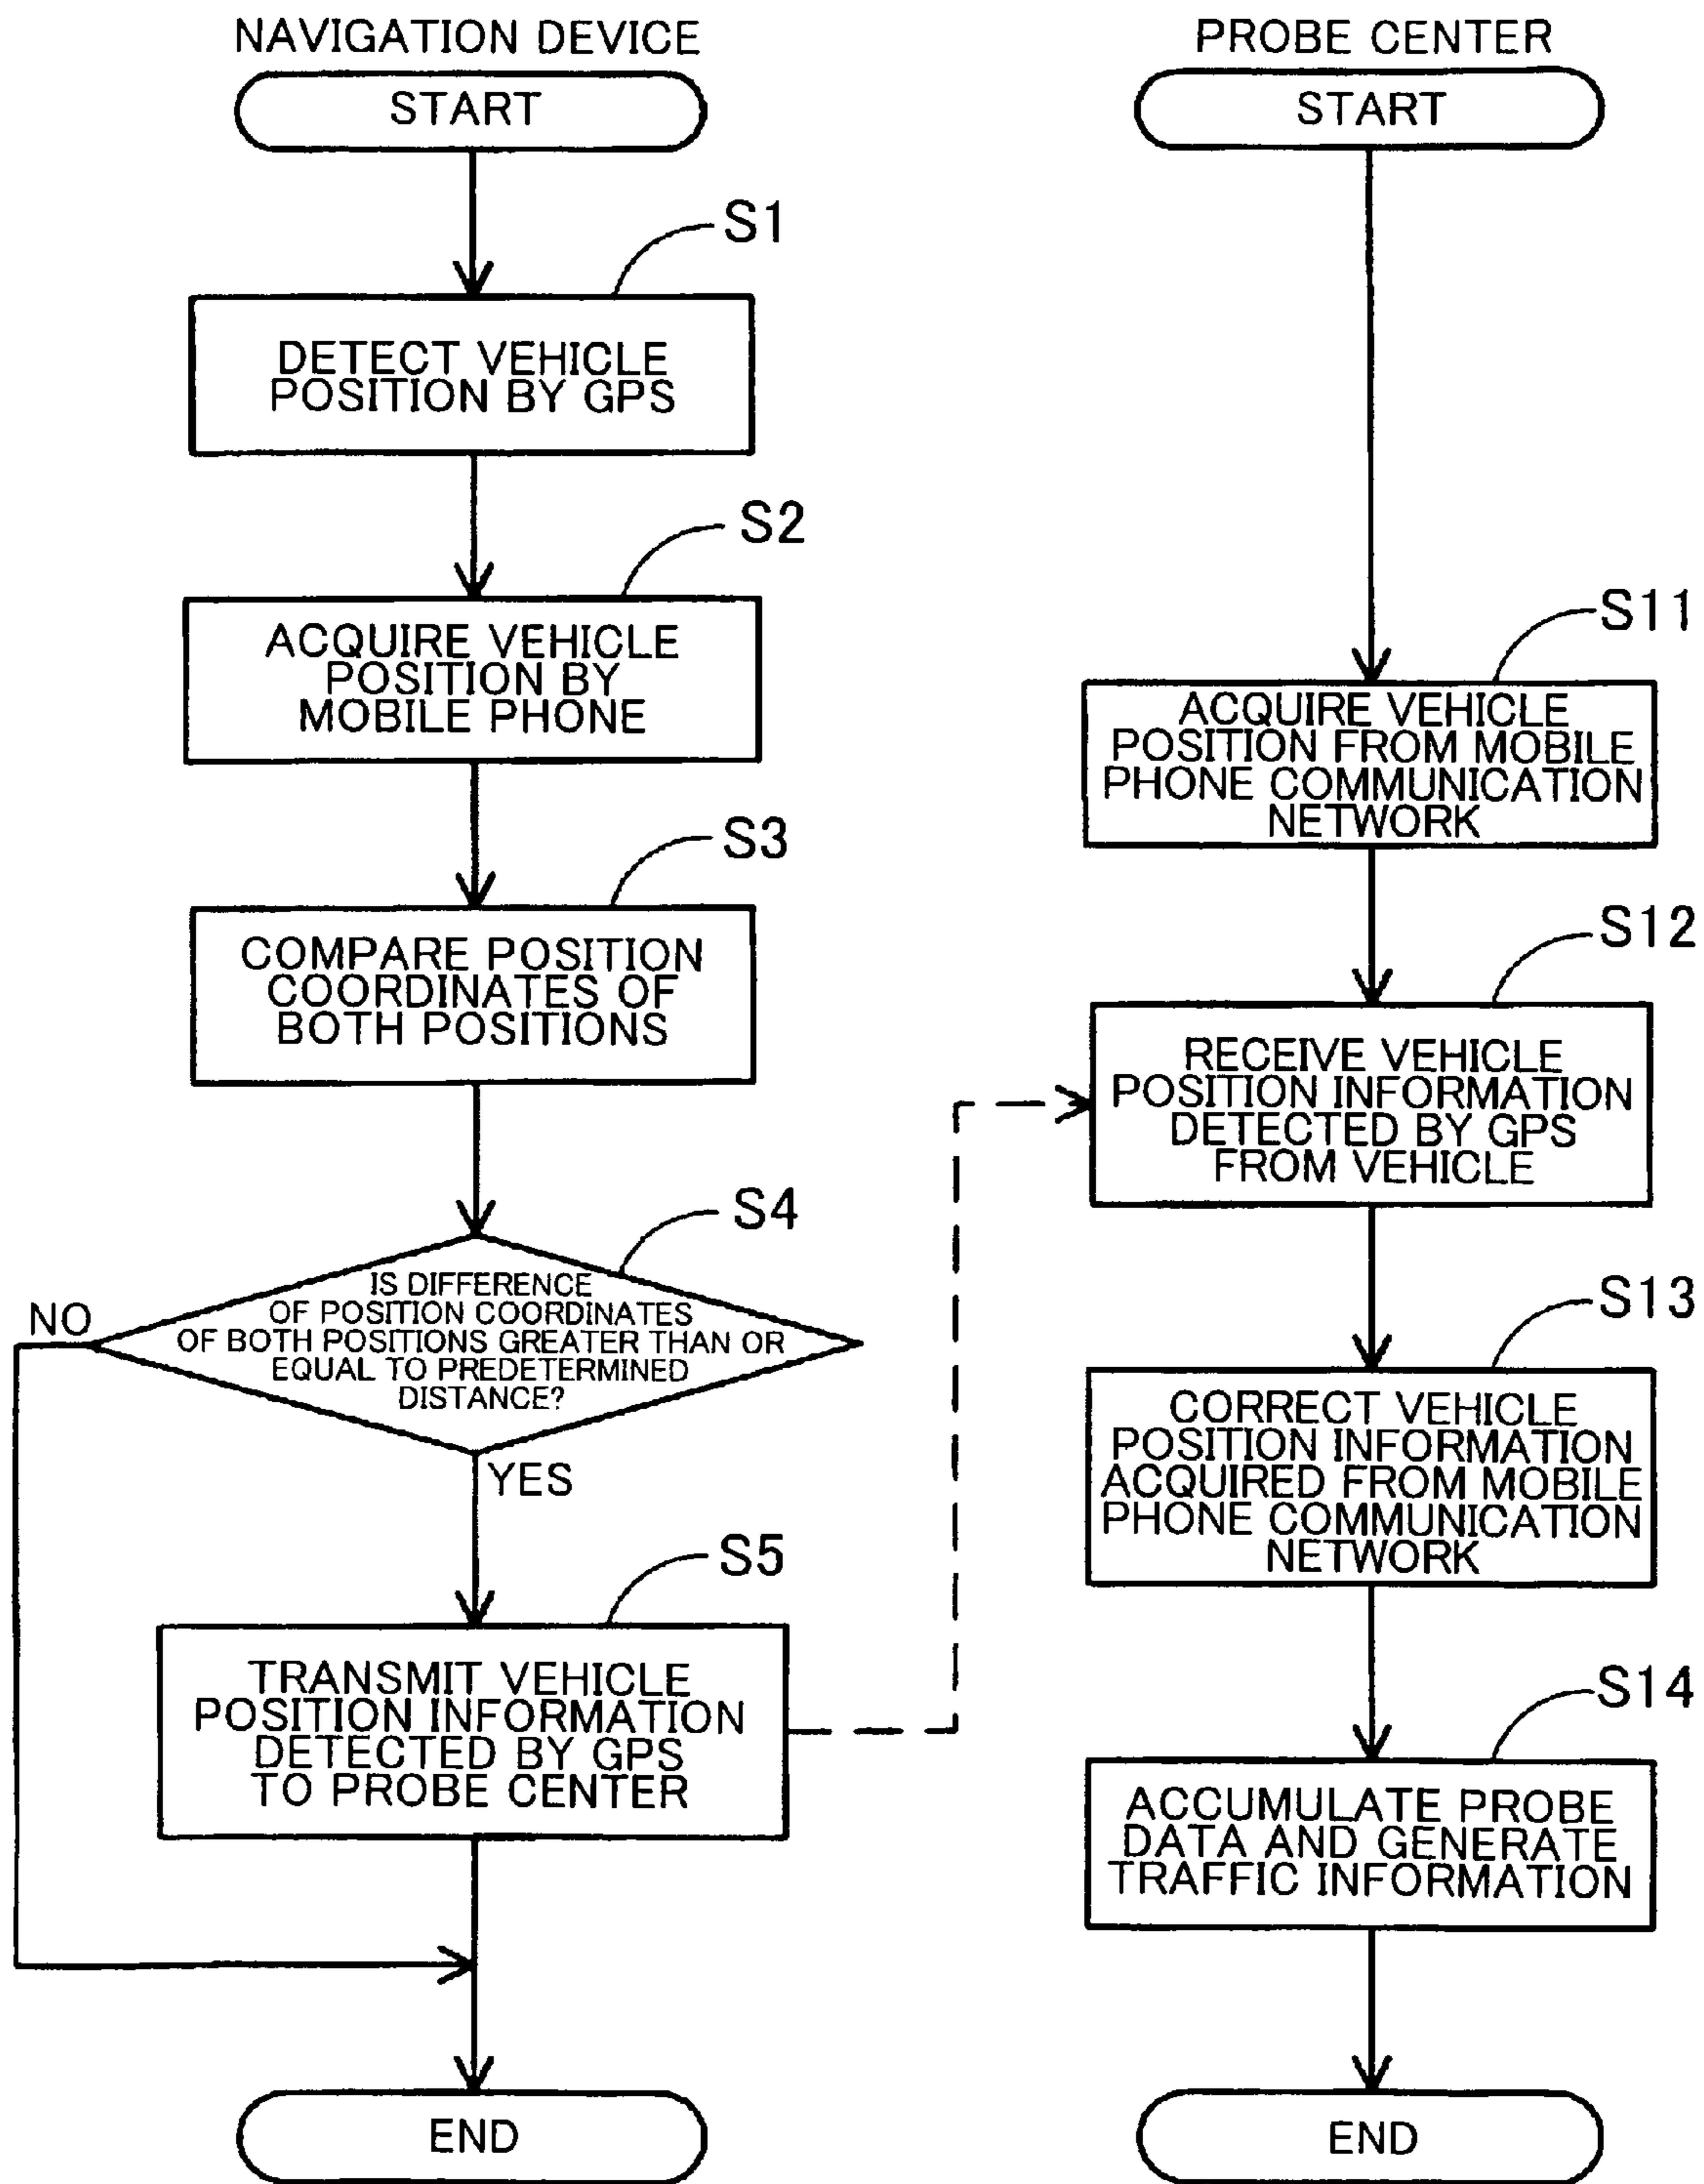 NAVIGATION DEVICE
START
S1
DETECT VEHICLE
POSITION BY GPS
S2
ACQUIRE VEHICLE
POSITION BY
MOBILE PHONE
S3
COMPARE POSITION
COORDINATES OF
BOTH POSITIONS
S4
IS DIFFERENCE
OF POSITION COORDINATES
OF BOTH POSITIONS GREATER THAN OR
EQUAL TO PREDETERMINED
DISTANCE?
NO
YES
S5
TRANSMIT VEHICLE
POSITION INFORMATION
DETECTED BY GPS
TO PROBE CENTER
END
PROBE CENTER
START
S11
ACQUIRE VEHICLE
POSITION FROM MOBILE
PHONE COMMUNICATION
NETWORK
S12
RECEIVE VEHICLE
POSITION INFORMATION
DETECTED BY GPS
FROM VEHICLE
S13
CORRECT VEHICLE
POSITION INFORMATION
ACQUIRED FROM MOBILE
PHONE COMMUNICATION
NETWORK
S14
ACCUMULATE PROBE
DATA AND GENERATE
TRAFFIC INFORMATION
END